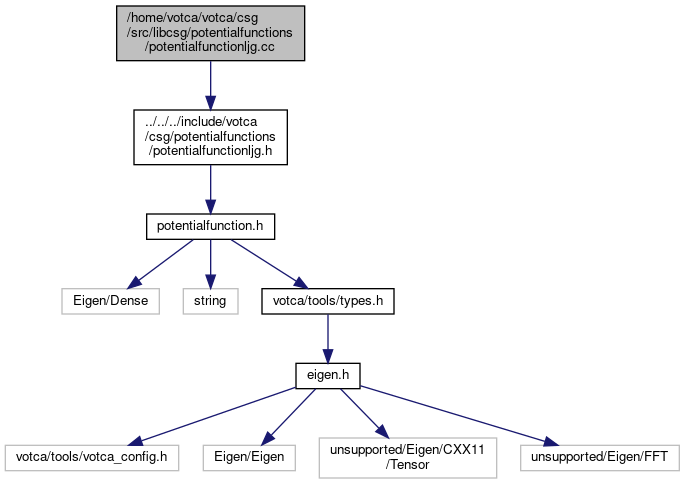 /home/votca/votca/csg
/src/libcsg/potentialfunctions
/potentialfunctionljg.cc
../../../include/votca
/csg/potentialfunctions
/potentialfunctionljg.h
potentialfunction.h
Eigen/Dense
string
votca/tools/types.h
eigen.h
votca/tools/votca_config.h
Eigen/Eigen
unsupported/Eigen/CXX11
/Tensor
unsupported/Eigen/FFT